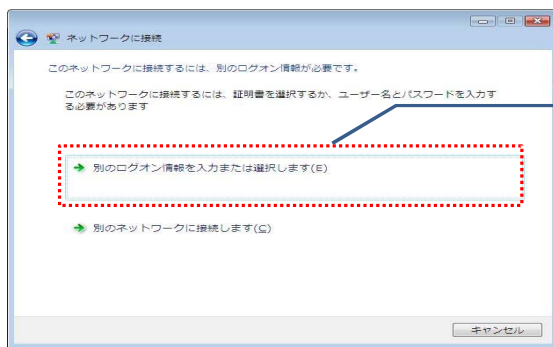 ネットワークに接続
このネットワークに接続するには、別のログオン情報が必要です。
このネットワークに接続するには、証明書を選択するか、ユーザー名とパスワードを入力す
る必要があります
別のログオン情報を入力または選択します(E)
別のネットワークに接続します(C)
キャンセル